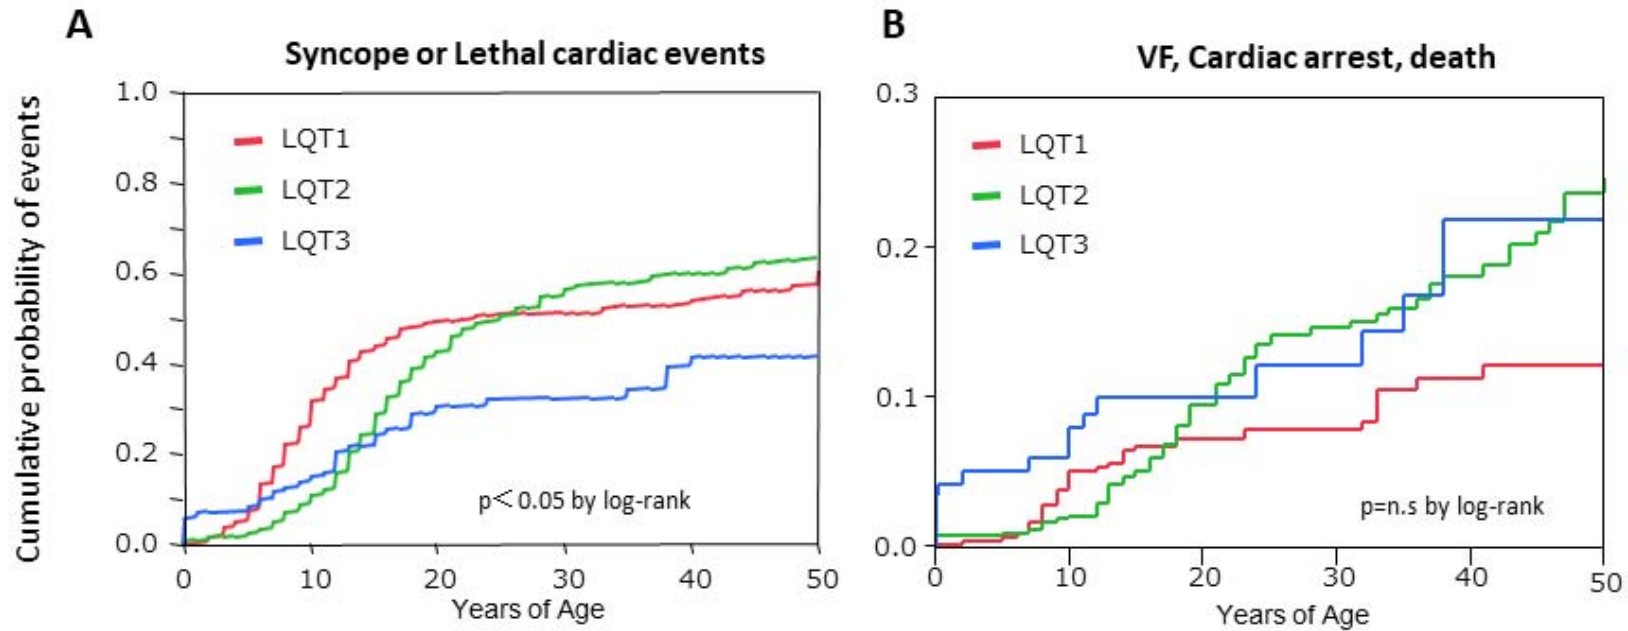 A
Syncope or Lethal cardiac events
Cumulative probability of events
1.0
0.8
0.6
0.4
0.2
0.0
LQT1
LQT2
LQT3
p<0.05 by log-rank
0 10 20 30 40 50
Years of Age
B
VF, Cardiac arrest, death
0.3
0.2
0.1
0.0
LQT1
LQT2
LQT3
p=n.s by log-rank
0 10 20 30 40 50
Years of Age